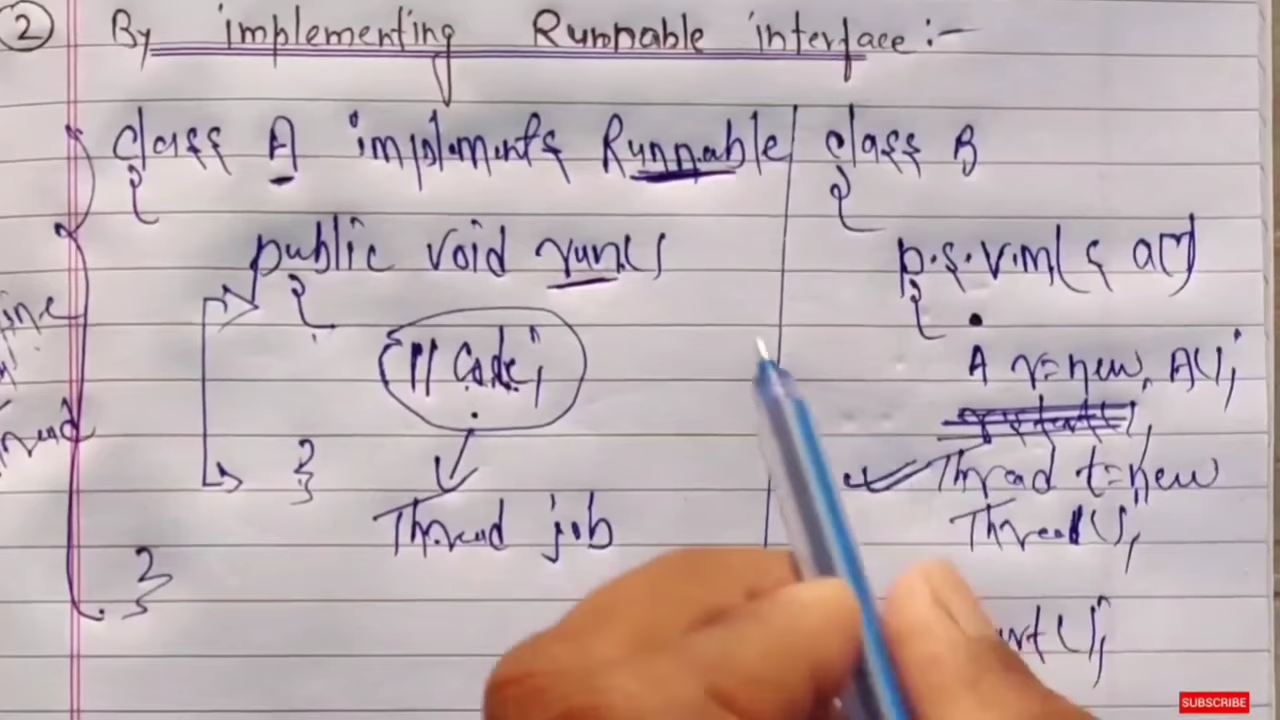 ② By implementing Runnable interface :-
class A implements Runnable
{
public void run()
{
// Code;
}
Thread job
}
class B
{
p.s.v.m( s a[])
{
A r=new A();
Thread t=new
Thread();
SUBSCRIBE